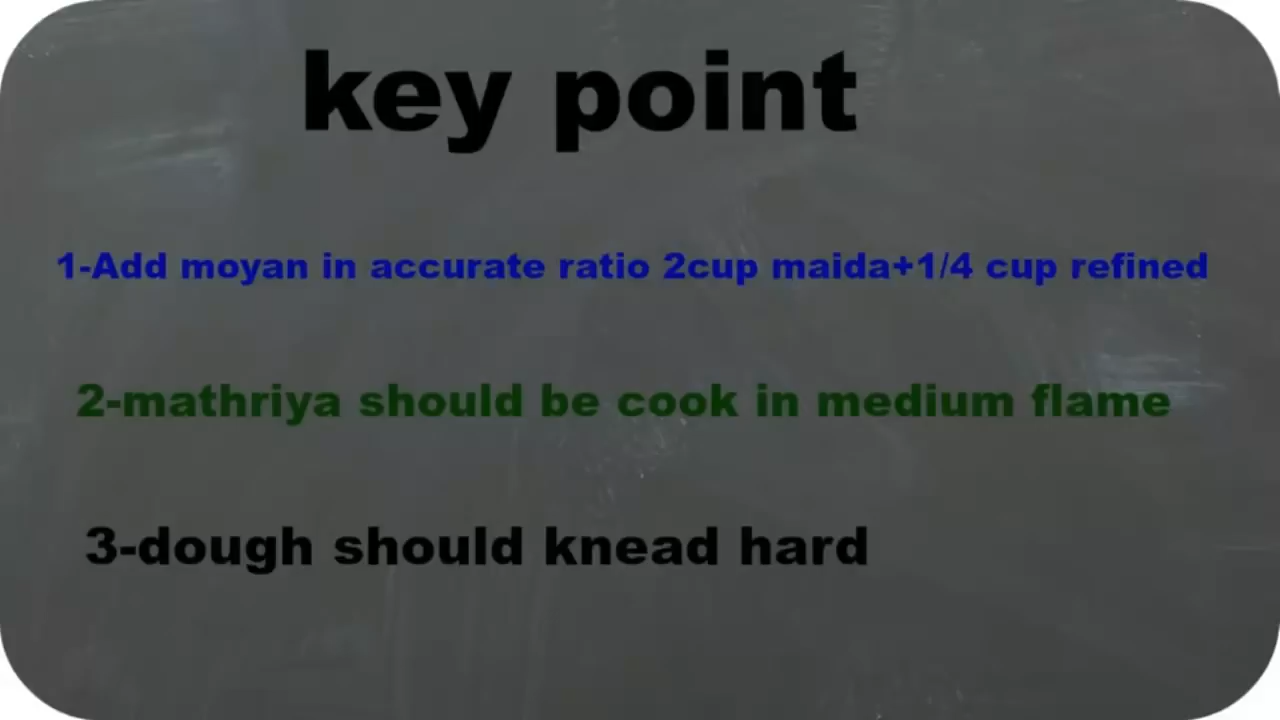 key point
1-Add moyan in accurate ratio 2cup maida+1/4 cup refined
2-mathriya should be cook in medium flame
3-dough should knead hard